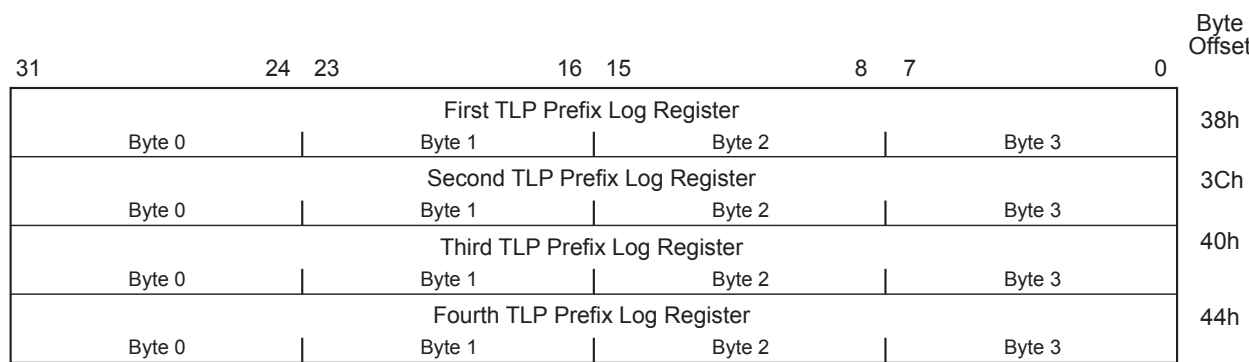 Byte
Offset
31 24 23 16 15 8 7 0
First TLP Prefix Log Register
38h
Byte 0 Byte 1 Byte 2 Byte 3
Second TLP Prefix Log Register
3Ch
Byte 0 Byte 1 Byte 2 Byte 3
Third TLP Prefix Log Register
40h
Byte 0 Byte 1 Byte 2 Byte 3
Fourth TLP Prefix Log Register
44h
Byte 0 Byte 1 Byte 2 Byte 3